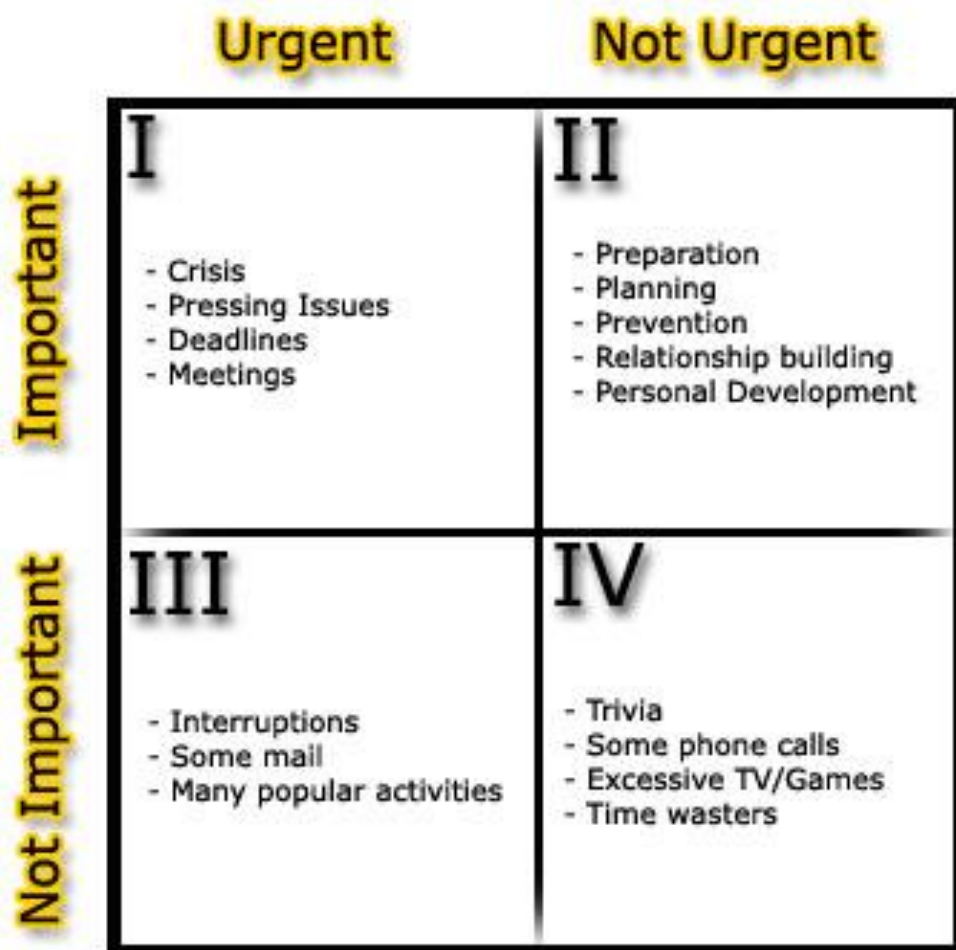 Urgent
Not Urgent
Important
I
- Crisis
- Pressing Issues
- Deadlines
- Meetings
II
- Preparation
- Planning
- Prevention
- Relationship building
- Personal Development
Not Important
III
- Interruptions
- Some mail
- Many popular activities
IV
- Trivia
- Some phone calls
- Excessive TV/Games
- Time wasters